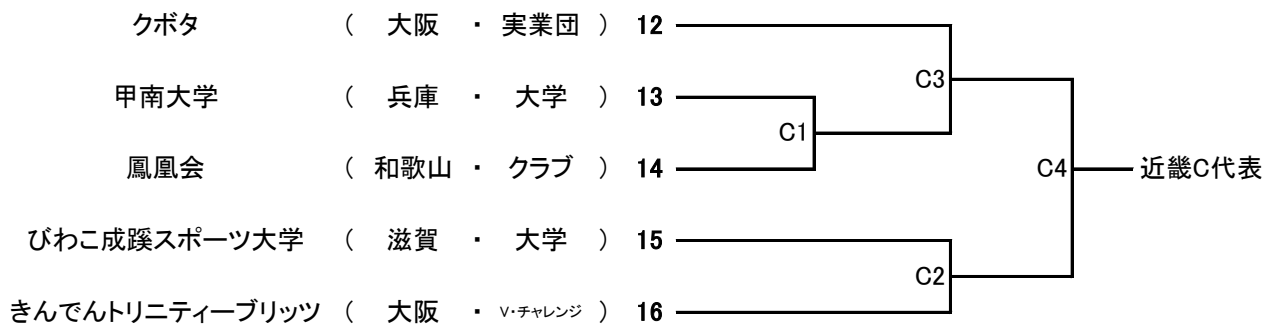 クボタ ( 大阪 ・ 実業団 ) 12
C3
甲南大学 ( 兵庫 ・ 大学 ) 13
C1
鳳凰会 ( 和歌山 ・ クラブ ) 14
C4 近畿C代表
びわこ成蹊スポーツ大学 ( 滋賀 ・ 大学 ) 15
C2
きんでんトリニティーブリッツ ( 大阪 ・ V・チャレンジ ) 16